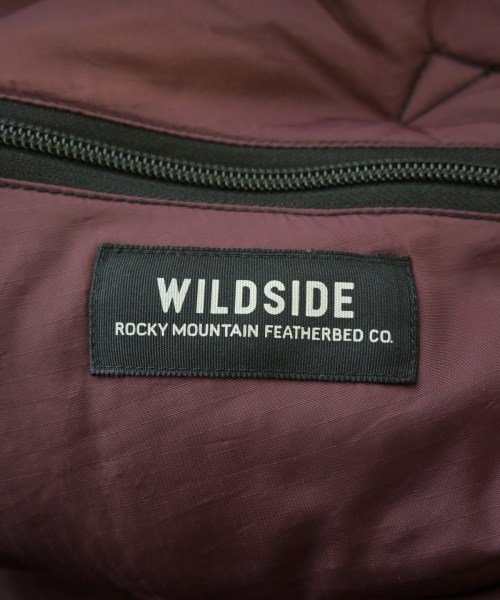 WILDSIDE
ROCKY MOUNTAIN FEATHERBED CO.